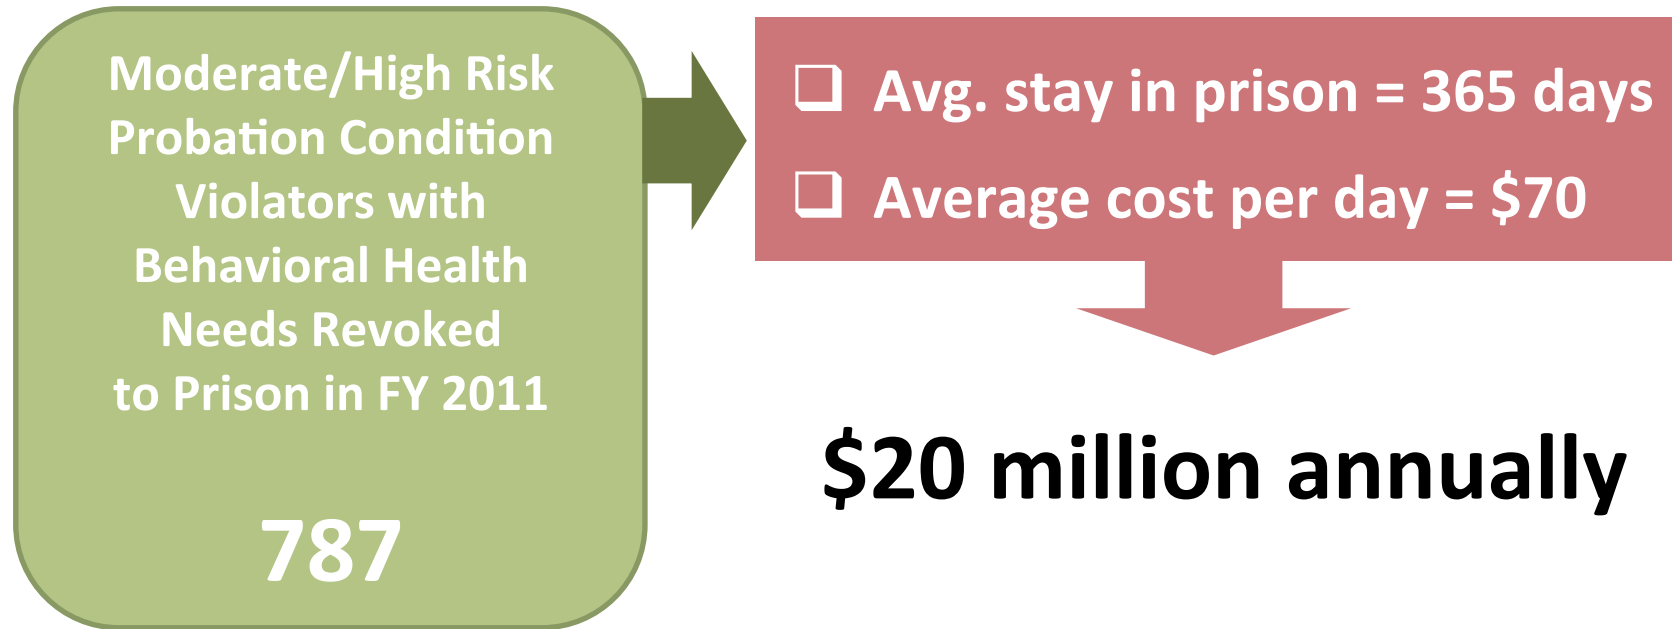 Moderate/High Risk
Probation Condition
Violators with
Behavioral Health
Needs Revoked
to Prison in FY 2011
787
❑ Avg. stay in prison = 365 days
❑ Average cost per day = $70
$20 million annually